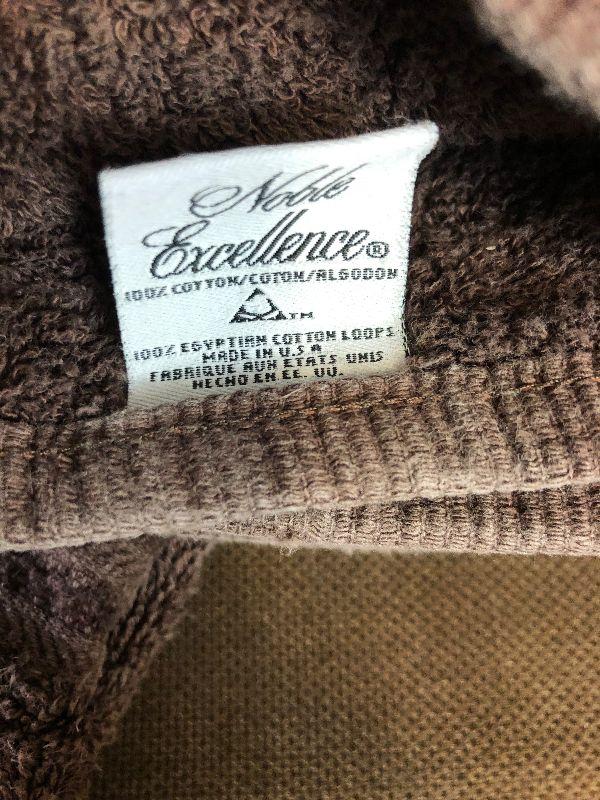 Noble
Excellence®
100% COTTON/COTON/ALGODON
TM
100% EGYPTIAN COTTON LOOPS
MADE IN U.S.A
FABRIQUE AUX ETATS UNIS
HECHO EN EE. UU.